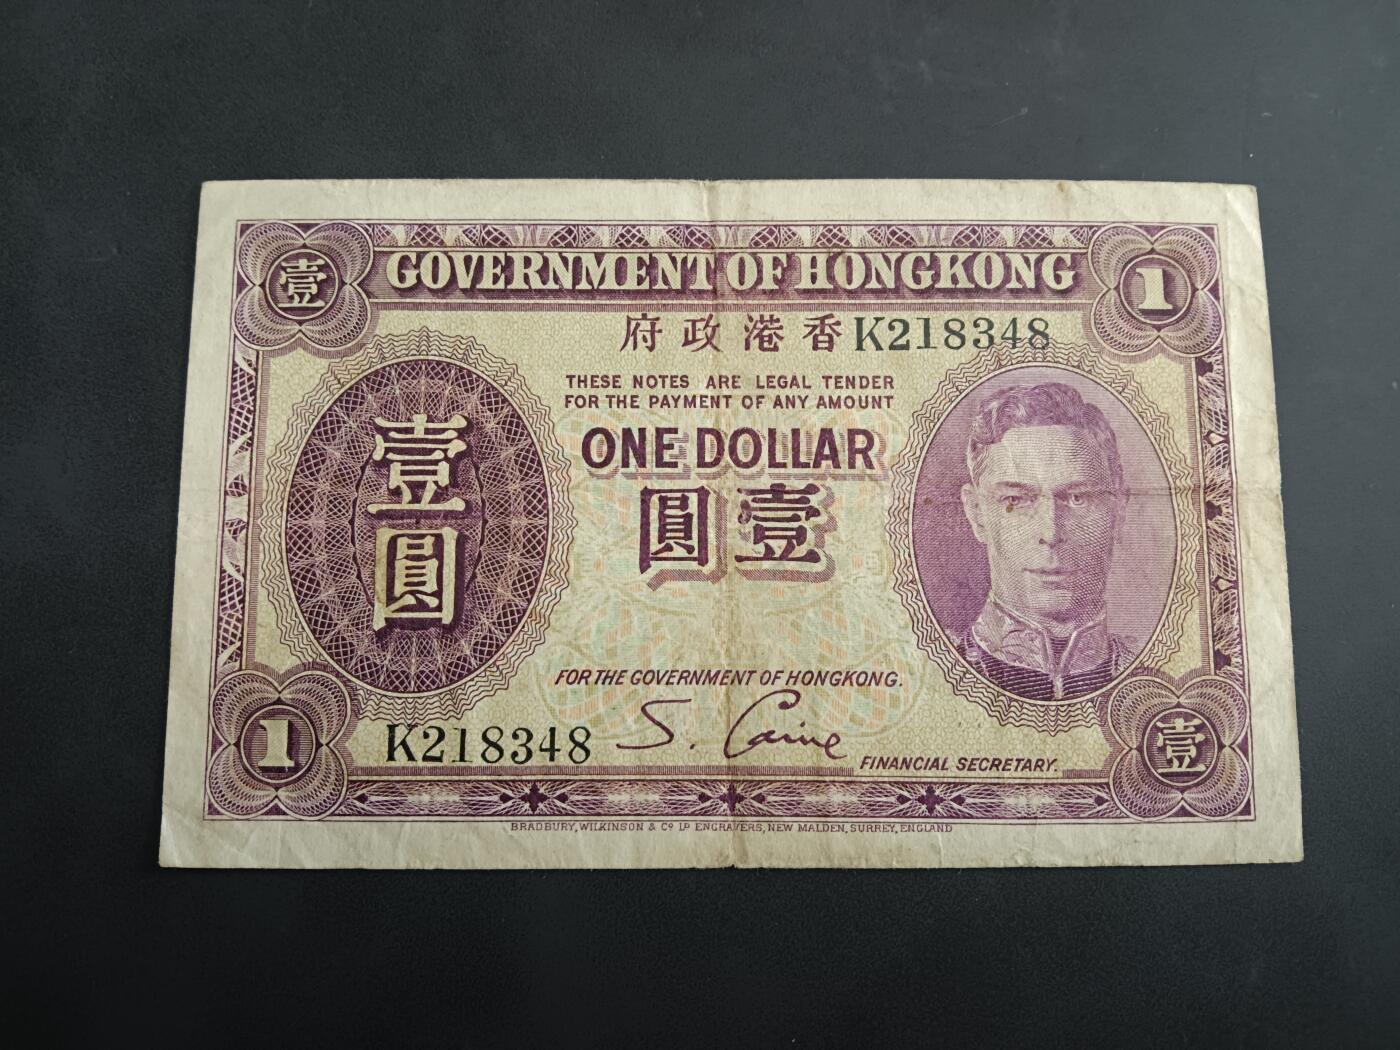 壹
GOVERNMENT OF HONGKONG
1
府政港香
K218348
THESE NOTES ARE LEGAL TENDER
FOR THE PAYMENT OF ANY AMOUNT
ONE DOLLAR
圓壹
壹圓
FOR THE GOVERNMENT OF HONGKONG.
1
K218348
S. Caine
FINANCIAL SECRETARY.
壹
BRADBURY, WILKINSON & Cº Lᴰ ENGRAVERS, NEW MALDEN, SURREY, ENGLAND